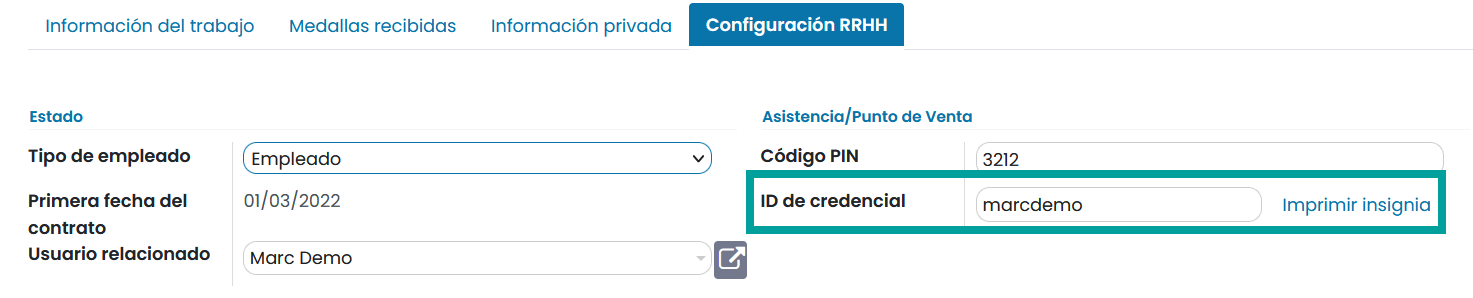 Información del trabajo
Medallas recibidas
Información privada
Configuración RRHH
Estado
Tipo de empleado
Empleado
Primera fecha del
contrato
01/03/2022
Usuario relacionado
Marc Demo
Asistencia/Punto de Venta
Código PIN
3212
ID de credencial
marcdemo
Imprimir insignia